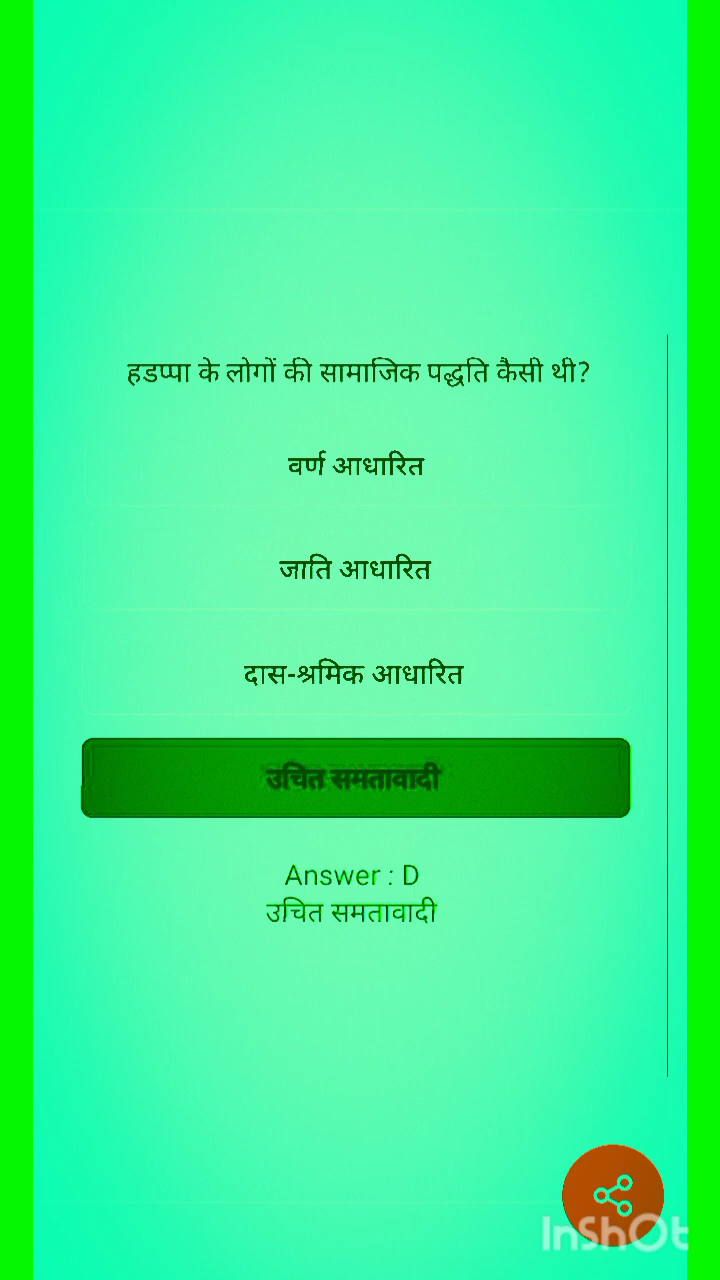 हडप्पा के लोगों की सामाजिक पद्धति कैसी थी?
वर्ण आधारित
जाति आधारित
दास-श्रमिक आधारित
उचित समतावादी
Answer : D
उचित समतावादी
InShOt